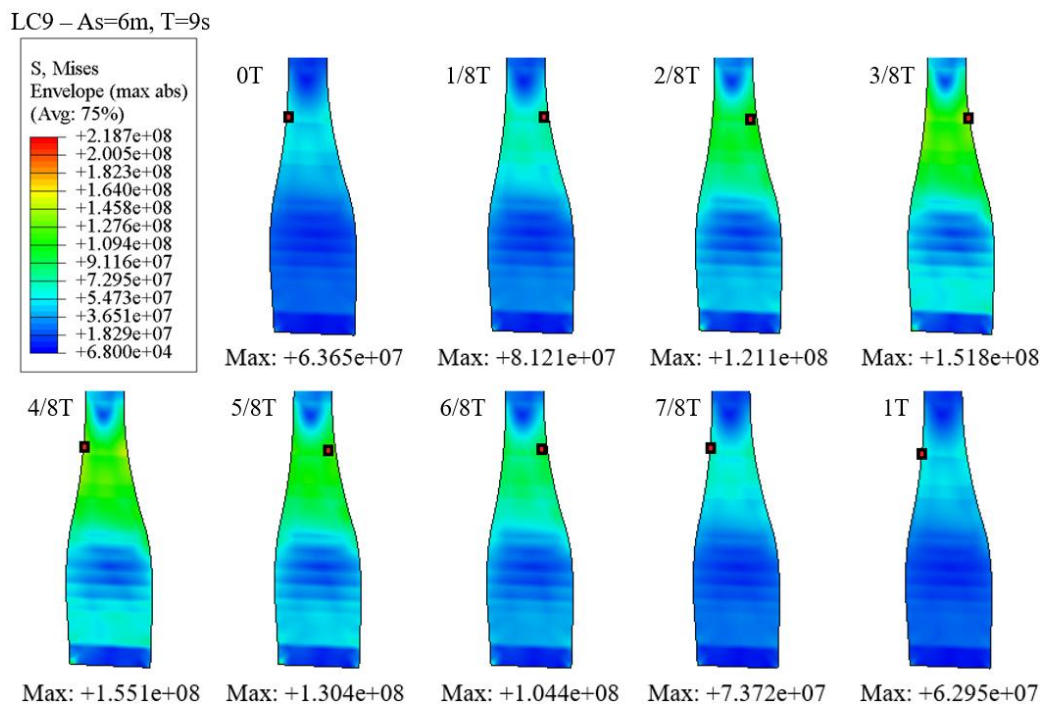 LC9 – As=6m, T=9s
S, Mises
Envelope (max abs)
(Avg: 75%)
+2.187e+08
+2.005e+08
+1.823e+08
+1.640e+08
+1.458e+08
+1.276e+08
+1.094e+08
+9.116e+07
+7.295e+07
+5.473e+07
+3.651e+07
+1.829e+07
+6.800e+04
0T
1/8T
2/8T
3/8T
Max: +6.365e+07
Max: +8.121e+07
Max: +1.211e+08
Max: +1.518e+08
4/8T
5/8T
6/8T
7/8T
1T
Max: +1.551e+08
Max: +1.304e+08
Max: +1.044e+08
Max: +7.372e+07
Max: +6.295e+07